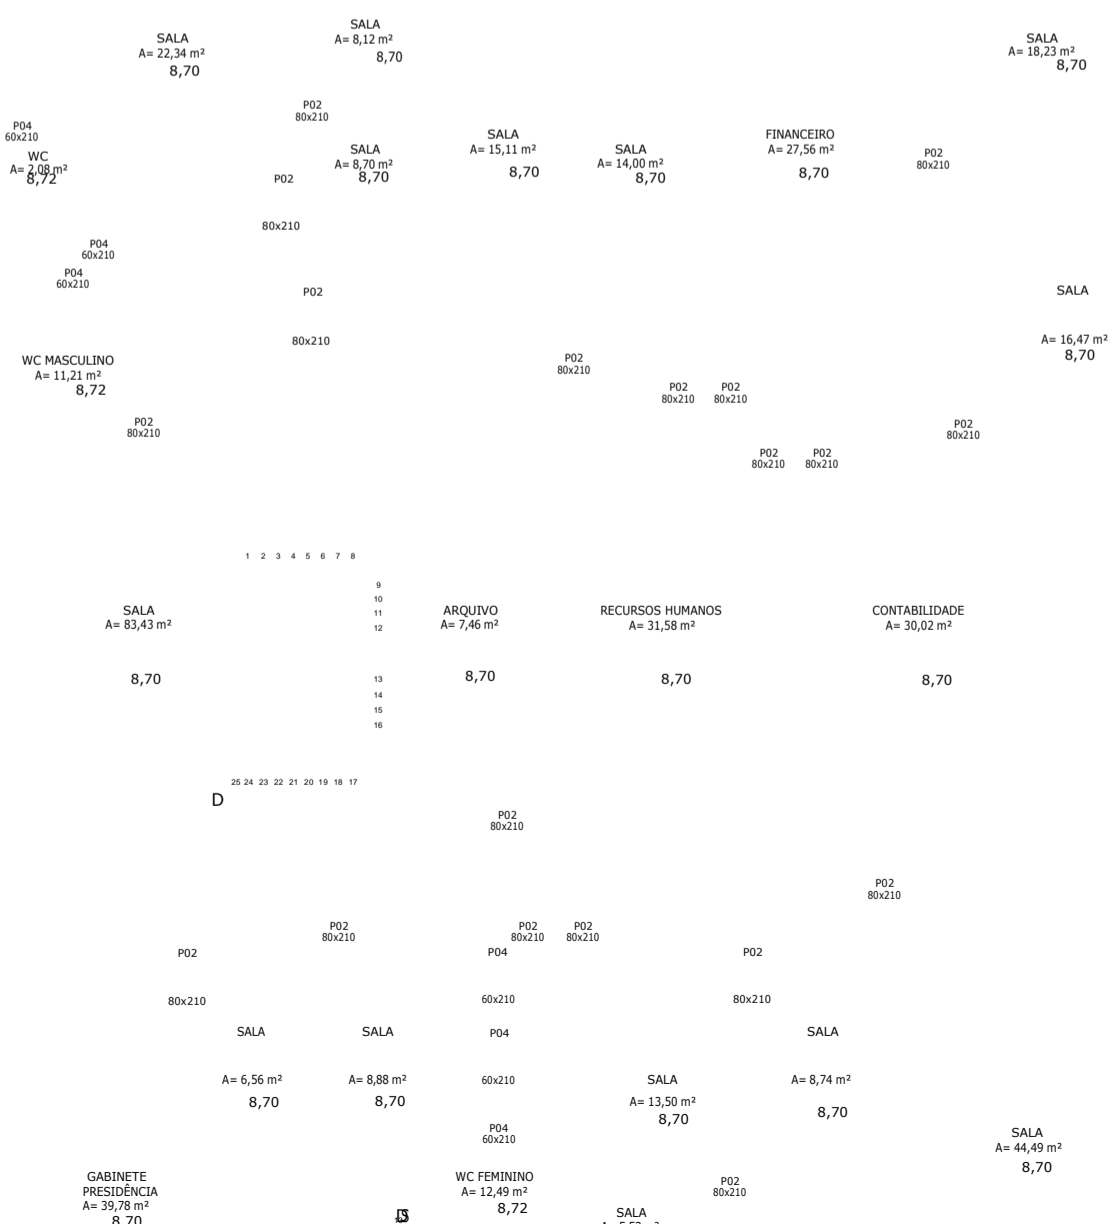 SALA
A= 8,12 m²
8,70
SALA
A= 22,34 m²
8,70
SALA
A= 18,23 m²
8,70
P02
80x210
P04
60x210
WC
A= 2,08 m²
8,72
SALA
A= 8,70 m²
8,70
SALA
A= 15,11 m²
8,70
SALA
A= 14,00 m²
8,70
FINANCEIRO
A= 27,56 m²
8,70
P02
80x210
P02
80x210
P04
60x210
P04
60x210
P02
80x210
SALA
A= 16,47 m²
8,70
WC MASCULINO
A= 11,21 m²
8,72
P02
80x210
P02
80x210
P02
80x210
P02
80x210
P02
80x210
P02
80x210
P02
80x210
1 2 3 4 5 6 7 8
9
10
11
12
SALA
A= 83,43 m²
8,70
ARQUIVO
A= 7,46 m²
8,70
RECURSOS HUMANOS
A= 31,58 m²
8,70
CONTABILIDADE
A= 30,02 m²
8,70
13
14
15
16
25 24 23 22 21 20 19 18 17
D
P02
80x210
P02
80x210
P02
80x210
P02
80x210
P02
80x210
P02
80x210
P04
60x210
P02
80x210
SALA
A= 6,56 m²
8,70
SALA
A= 8,88 m²
8,70
P04
60x210
SALA
A= 13,50 m²
8,70
SALA
A= 8,74 m²
8,70
P04
60x210
SALA
A= 44,49 m²
8,70
GABINETE
PRESIDÊNCIA
A= 39,78 m²
8,70
WC FEMININO
A= 12,49 m²
8,72
P02
80x210
SALA